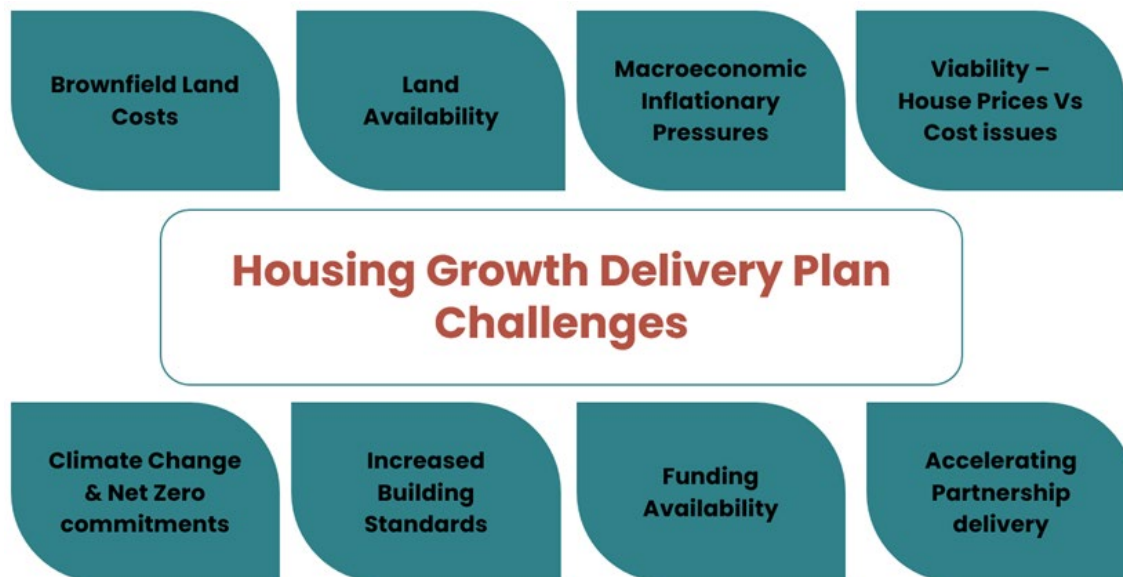 Brownfield Land
Costs
Land
Availability
Macroeconomic
Inflationary
Pressures
Viability –
House Prices Vs
Cost issues
Housing Growth Delivery Plan
Challenges
Climate Change
& Net Zero
commitments
Increased
Building
Standards
Funding
Availability
Accelerating
Partnership
delivery